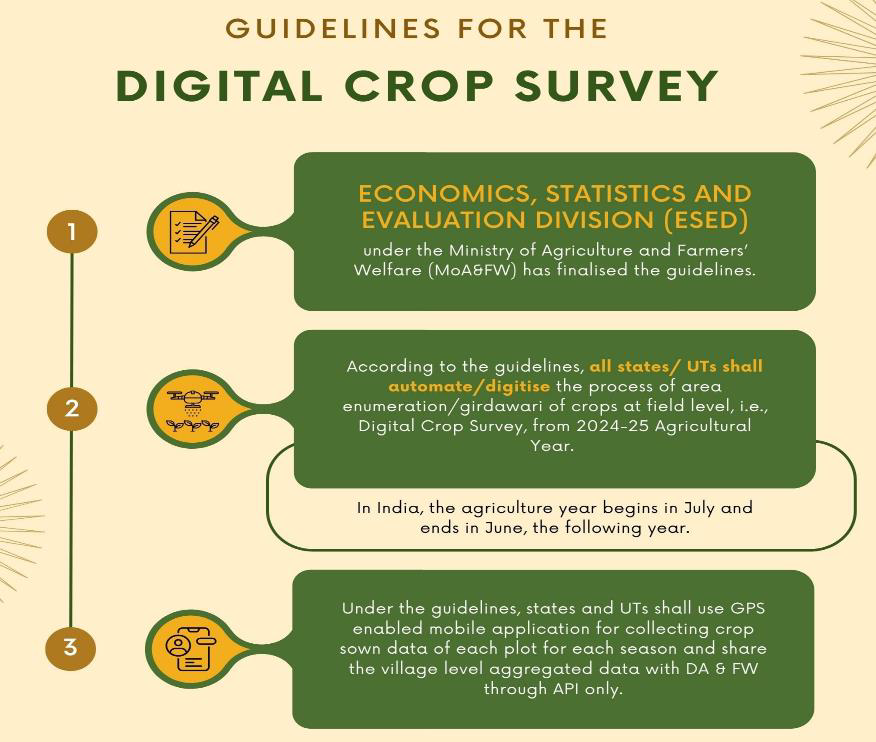 GUIDELINES FOR THE
DIGITAL CROP SURVEY
1
ECONOMICS, STATISTICS AND
EVALUATION DIVISION (ESED)
under the Ministry of Agriculture and Farmers'
Welfare (MoA&FW) has finalised the guidelines.
2
According to the guidelines, all states/ UTs shall
automate/digitise the process of area
enumeration/girdawari of crops at field level, i.e.,
Digital Crop Survey, from 2024-25 Agricultural
Year.
In India, the agriculture year begins in July and
ends in June, the following year.
3
Under the guidelines, states and UTs shall use GPS
enabled mobile application for collecting crop
sown data of each plot for each season and share
the village level aggregated data with DA & FW
through API only.